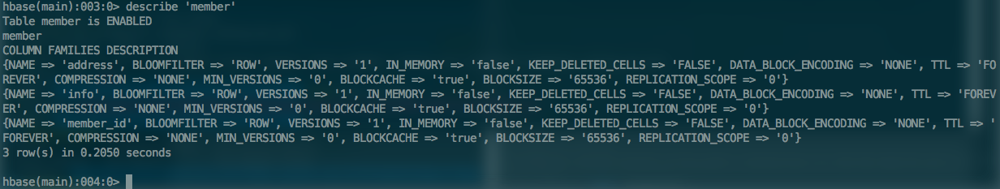 hbase(main):003:0> describe 'member'
Table member is ENABLED
member
COLUMN FAMILIES DESCRIPTION
{NAME => 'address', BLOOMFILTER => 'ROW', VERSIONS => '1', IN_MEMORY => 'false', KEEP_DELETED_CELLS => 'FALSE', DATA_BLOCK_ENCODING => 'NONE', TTL => 'FO
REVER', COMPRESSION => 'NONE', MIN_VERSIONS => '0', BLOCKCACHE => 'true', BLOCKSIZE => '65536', REPLICATION_SCOPE => '0'}
{NAME => 'info', BLOOMFILTER => 'ROW', VERSIONS => '1', IN_MEMORY => 'false', KEEP_DELETED_CELLS => 'FALSE', DATA_BLOCK_ENCODING => 'NONE', TTL => 'FOREV
ER', COMPRESSION => 'NONE', MIN_VERSIONS => '0', BLOCKCACHE => 'true', BLOCKSIZE => '65536', REPLICATION_SCOPE => '0'}
{NAME => 'member_id', BLOOMFILTER => 'ROW', VERSIONS => '1', IN_MEMORY => 'false', KEEP_DELETED_CELLS => 'FALSE', DATA_BLOCK_ENCODING => 'NONE', TTL => '
FOREVER', COMPRESSION => 'NONE', MIN_VERSIONS => '0', BLOCKCACHE => 'true', BLOCKSIZE => '65536', REPLICATION_SCOPE => '0'}
3 row(s) in 0.2050 seconds
hbase(main):004:0>